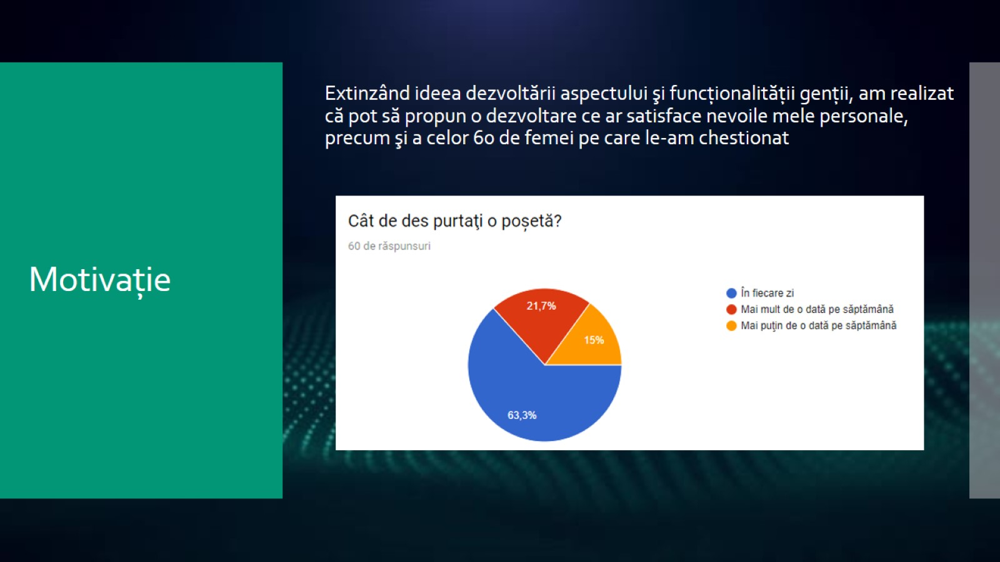 Motivație
Extinzând ideea dezvoltării aspectului şi funcționalității genții, am realizat
că pot să propun o dezvoltare ce ar satisface nevoile mele personale,
precum şi a celor 60 de femei pe care le-am chestionat
Cât de des purtaţi o poșetă?
60 de răspunsuri
În fiecare zi
Mai mult de o dată pe săptămână
Mai puţin de o dată pe săptămână
21,7%
15%
63,3%